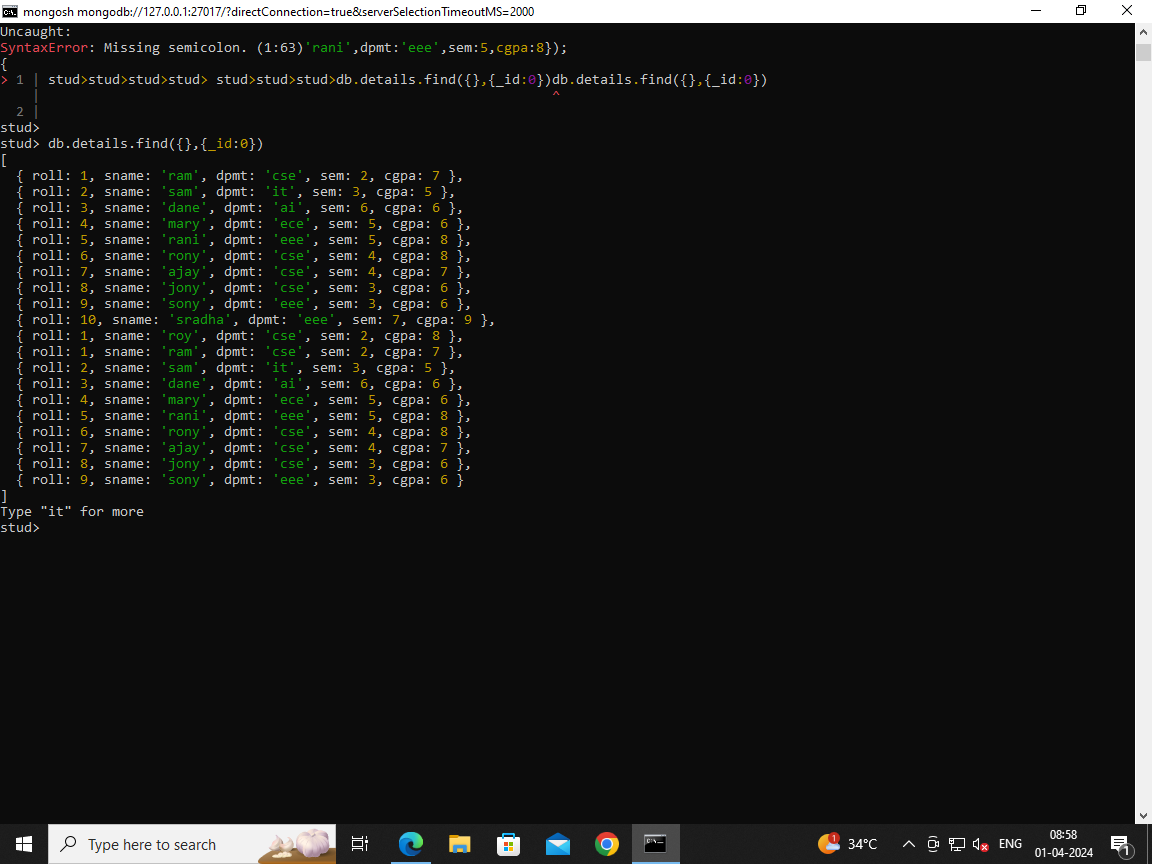 mongosh mongodb://127.0.0.1:27017/?directConnection=true&serverSelectionTimeoutMS=2000
Uncaught:
SyntaxError: Missing semicolon. (1:63)'rani',dpmt:'eee',sem:5,cgpa:8});
{
> 1 | stud>stud>stud>stud> stud>stud>stud>db.details.find({},{_id:0})db.details.find({},{_id:0})
|                                                                ^
2 |
stud>
stud> db.details.find({},{_id:0})
[
{ roll: 1, sname: 'ram', dpmt: 'cse', sem: 2, cgpa: 7 },
{ roll: 2, sname: 'sam', dpmt: 'it', sem: 3, cgpa: 5 },
{ roll: 3, sname: 'dane', dpmt: 'ai', sem: 6, cgpa: 6 },
{ roll: 4, sname: 'mary', dpmt: 'ece', sem: 5, cgpa: 6 },
{ roll: 5, sname: 'rani', dpmt: 'eee', sem: 5, cgpa: 8 },
{ roll: 6, sname: 'rony', dpmt: 'cse', sem: 4, cgpa: 8 },
{ roll: 7, sname: 'ajay', dpmt: 'cse', sem: 4, cgpa: 7 },
{ roll: 8, sname: 'jony', dpmt: 'cse', sem: 3, cgpa: 6 },
{ roll: 9, sname: 'sony', dpmt: 'eee', sem: 3, cgpa: 6 },
{ roll: 10, sname: 'sradha', dpmt: 'eee', sem: 7, cgpa: 9 },
{ roll: 1, sname: 'roy', dpmt: 'cse', sem: 2, cgpa: 8 },
{ roll: 1, sname: 'ram', dpmt: 'cse', sem: 2, cgpa: 7 },
{ roll: 2, sname: 'sam', dpmt: 'it', sem: 3, cgpa: 5 },
{ roll: 3, sname: 'dane', dpmt: 'ai', sem: 6, cgpa: 6 },
{ roll: 4, sname: 'mary', dpmt: 'ece', sem: 5, cgpa: 6 },
{ roll: 5, sname: 'rani', dpmt: 'eee', sem: 5, cgpa: 8 },
{ roll: 6, sname: 'rony', dpmt: 'cse', sem: 4, cgpa: 8 },
{ roll: 7, sname: 'ajay', dpmt: 'cse', sem: 4, cgpa: 7 },
{ roll: 8, sname: 'jony', dpmt: 'cse', sem: 3, cgpa: 6 },
{ roll: 9, sname: 'sony', dpmt: 'eee', sem: 3, cgpa: 6 }
]
Type "it" for more
stud>
Type here to search
1
34°C
ENG
08:58
01-04-2024
1